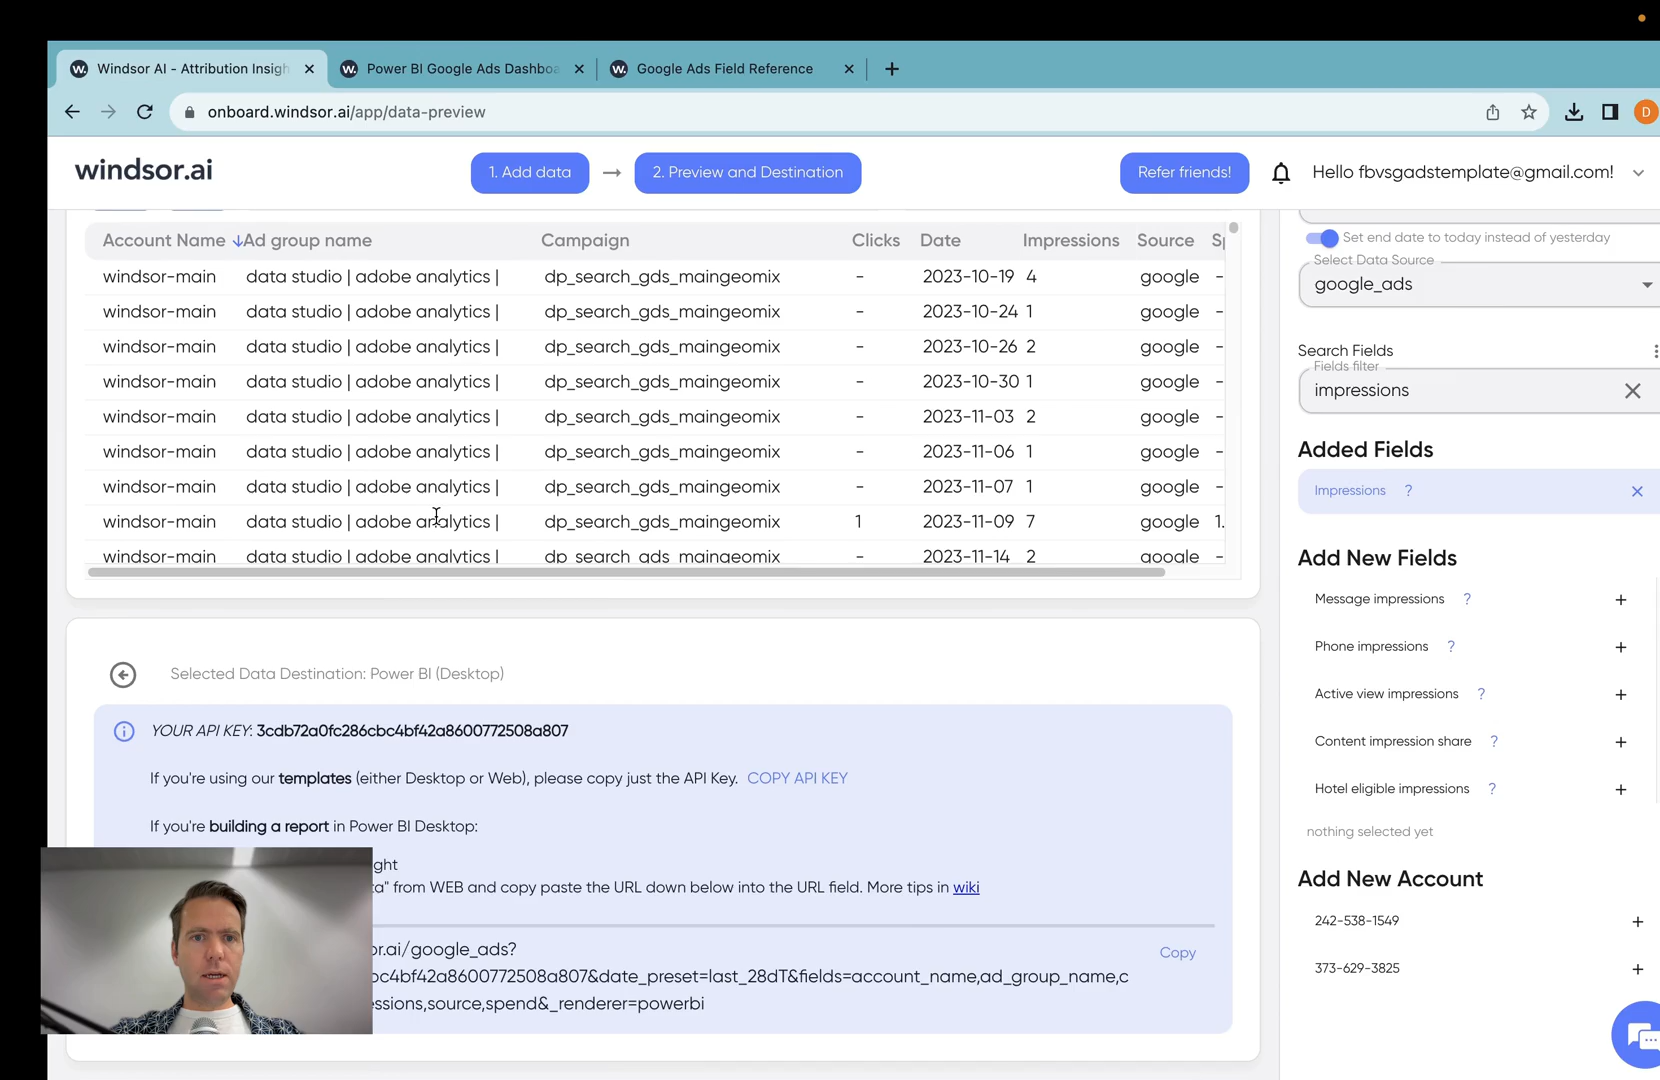 Windsor AI - Attribution Insigh
Power BI Google Ads Dashboa
Google Ads Field Reference
onboard.windsor.ai/app/data-preview
D
windsor.ai
1. Add data → 2. Preview and Destination
Refer friends!
Hello fbvsgadstemplate@gmail.com!
Account Name Ad group name Campaign Clicks Date Impressions Source Sp
windsor-main data studio | adobe analytics | dp_search_gds_maingeomix - 2023-10-19 4 google -
windsor-main data studio | adobe analytics | dp_search_gds_maingeomix - 2023-10-24 1 google -
windsor-main data studio | adobe analytics | dp_search_gds_maingeomix - 2023-10-26 2 google -
windsor-main data studio | adobe analytics | dp_search_gds_maingeomix - 2023-10-30 1 google -
windsor-main data studio | adobe analytics | dp_search_gds_maingeomix - 2023-11-03 2 google -
windsor-main data studio | adobe analytics | dp_search_gds_maingeomix - 2023-11-06 1 google -
windsor-main data studio | adobe analytics | dp_search_gds_maingeomix - 2023-11-07 1 google -
windsor-main data studio | adobe analytics | dp_search_gds_maingeomix 1 2023-11-09 7 google 1.
windsor-main data studio | adobe analytics | dp_search_gds_maingeomix - 2023-11-14 2 google -
Selected Data Destination: Power BI (Desktop)
YOUR API KEY: 3cdb72a0fc286cbc4bf42a8600772508a807
If you're using our templates (either Desktop or Web), please copy just the API Key. COPY API KEY
If you're building a report in Power BI Desktop:
ght
ta" from WEB and copy paste the URL down below into the URL field. More tips in wiki
or.ai/google_ads?
Copy
bc4bf42a8600772508a807&date_preset=last_28dT&fields=account_name,ad_group_name,c
essions,source,spend&_renderer=powerbi
Set end date to today instead of yesterday
Select Data Source
google_ads
Search Fields
Fields filter
impressions
Added Fields
Impressions ?
Add New Fields
Message impressions ?
Phone impressions ?
Active view impressions ?
Content impression share ?
Hotel eligible impressions ?
nothing selected yet
Add New Account
242-538-1549
373-629-3825